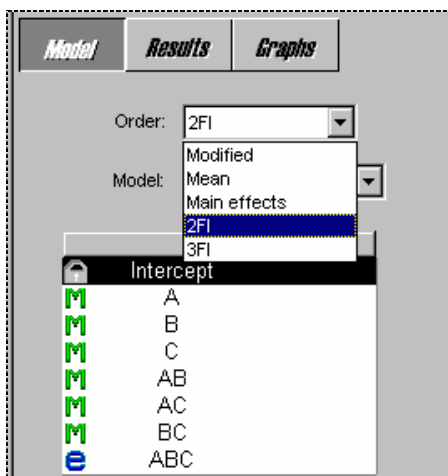 Model Results Graphs
Order: 2FI
Modified
Model: Mean
Main effects
2FI
3FI
Intercept
M A
M B
M C
M AB
M AC
M BC
e ABC